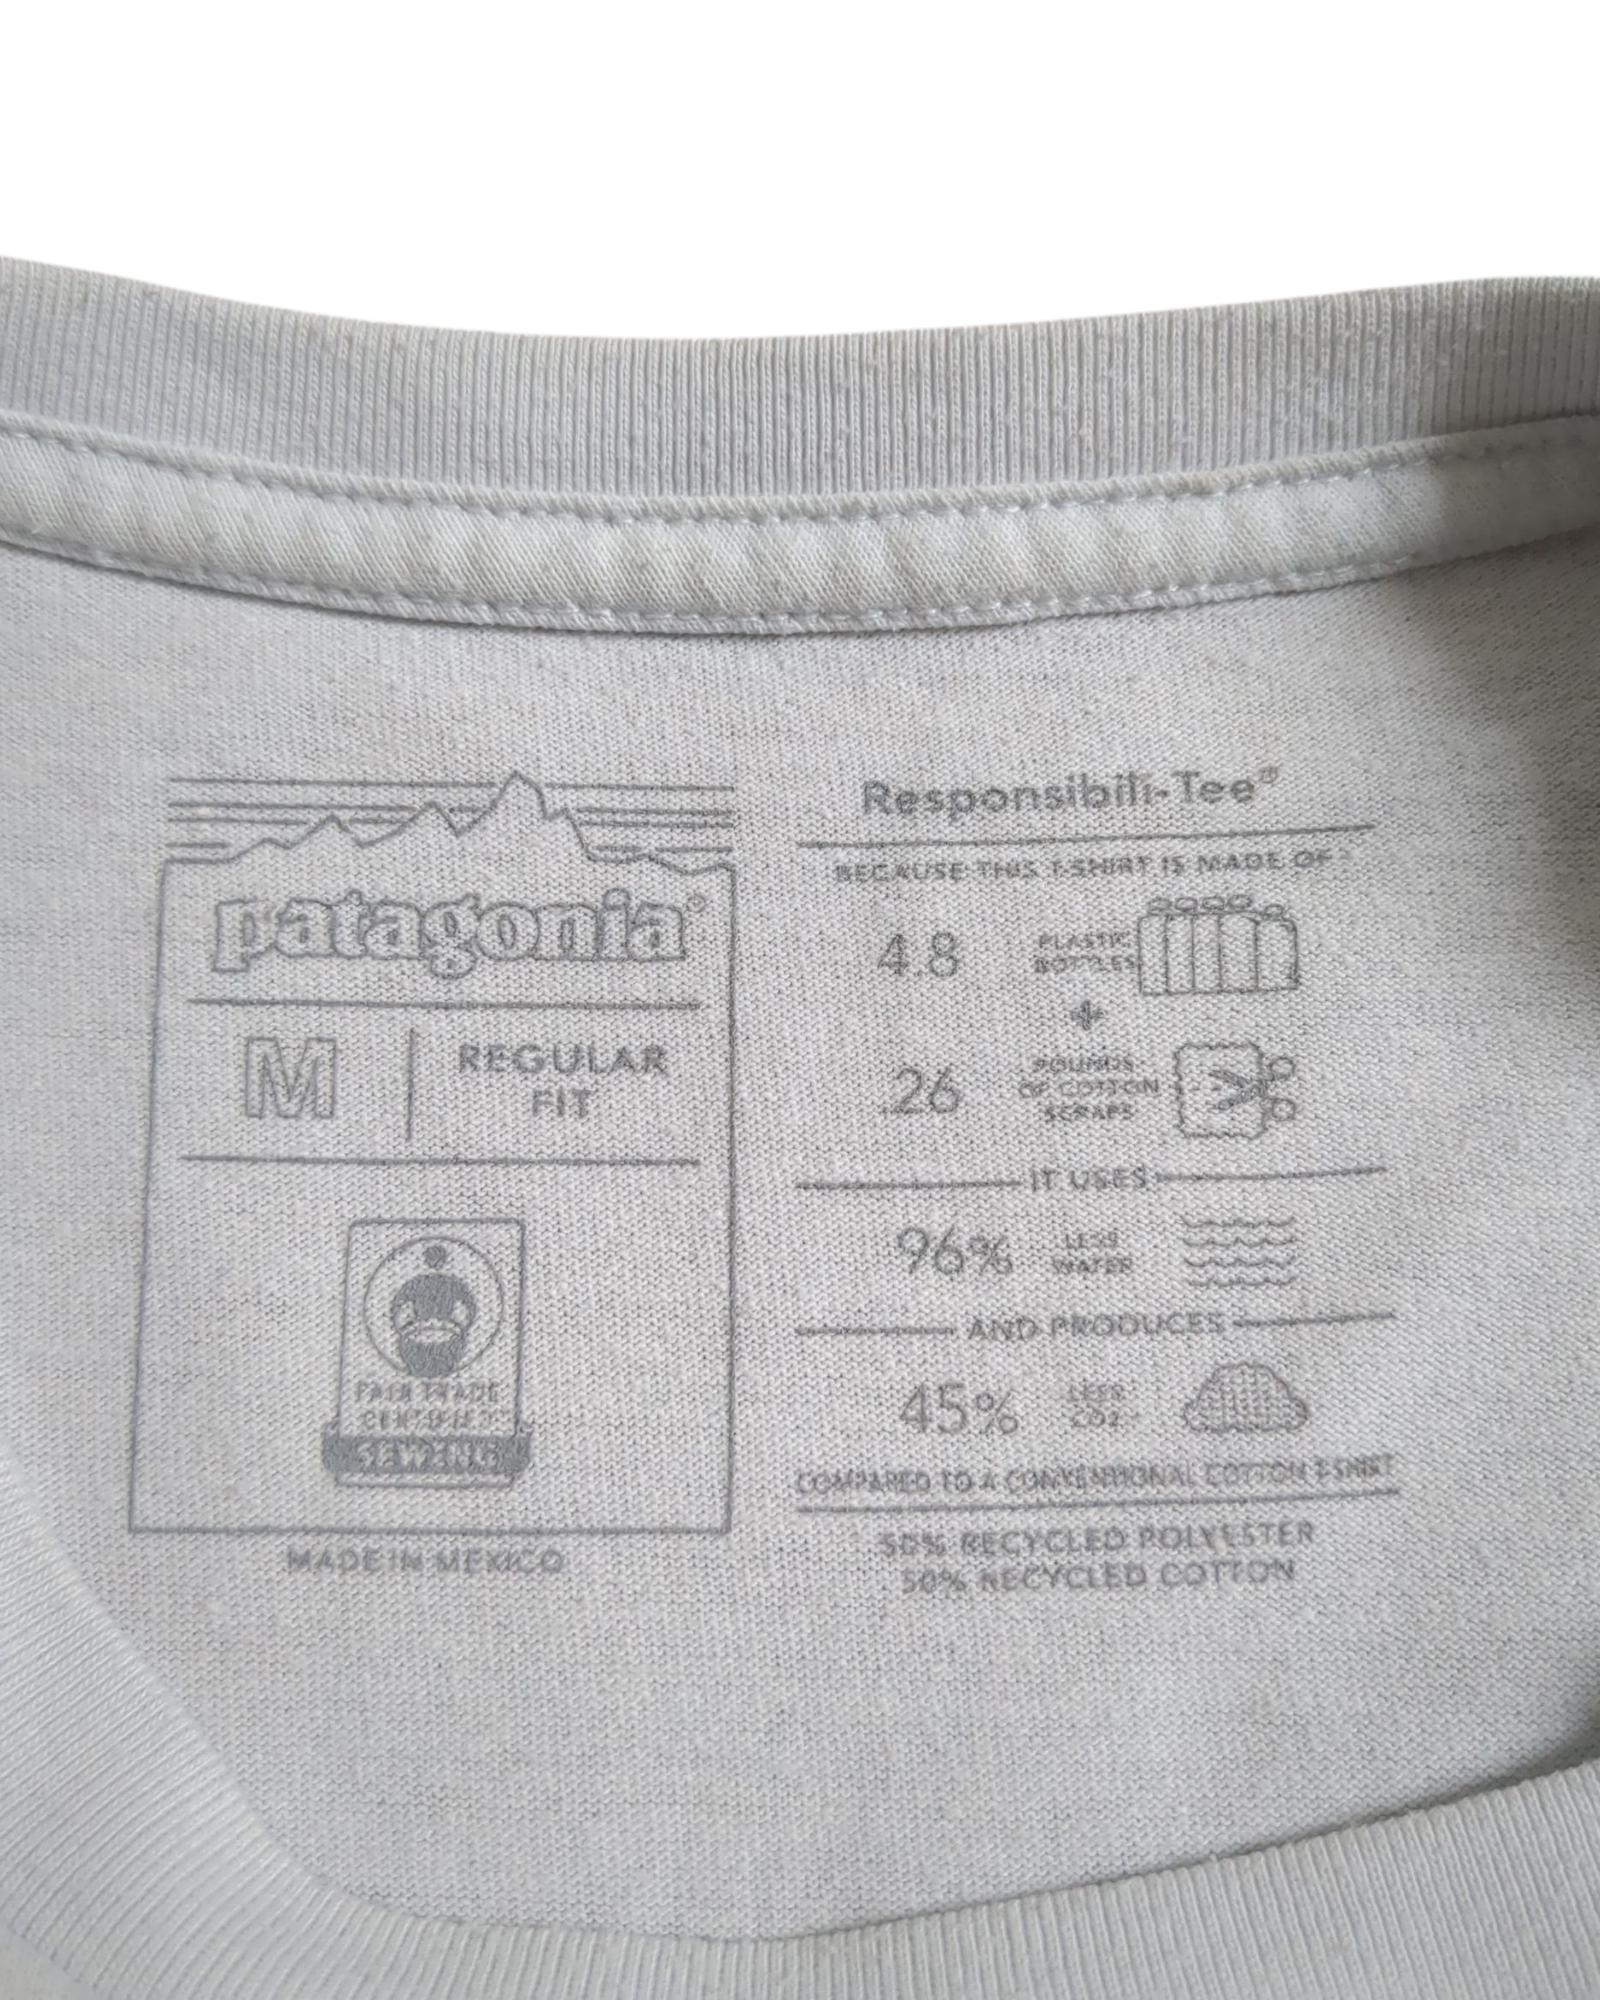 patagonia®
M
REGULAR
FIT
FAIR TRADE
CERTIFIED™
SEWING
MADE IN MEXICO
Responsibili-Tee®
BECAUSE THIS T-SHIRT IS MADE OF
4.8
PLASTIC
BOTTLES
+
.26
POUNDS
OF COTTON
SCRAPS
IT USES
96%
LESS
WATER
AND PRODUCES
45%
LESS
CO2
COMPARED TO A CONVENTIONAL COTTON T-SHIRT
50% RECYCLED POLYESTER
50% RECYCLED COTTON